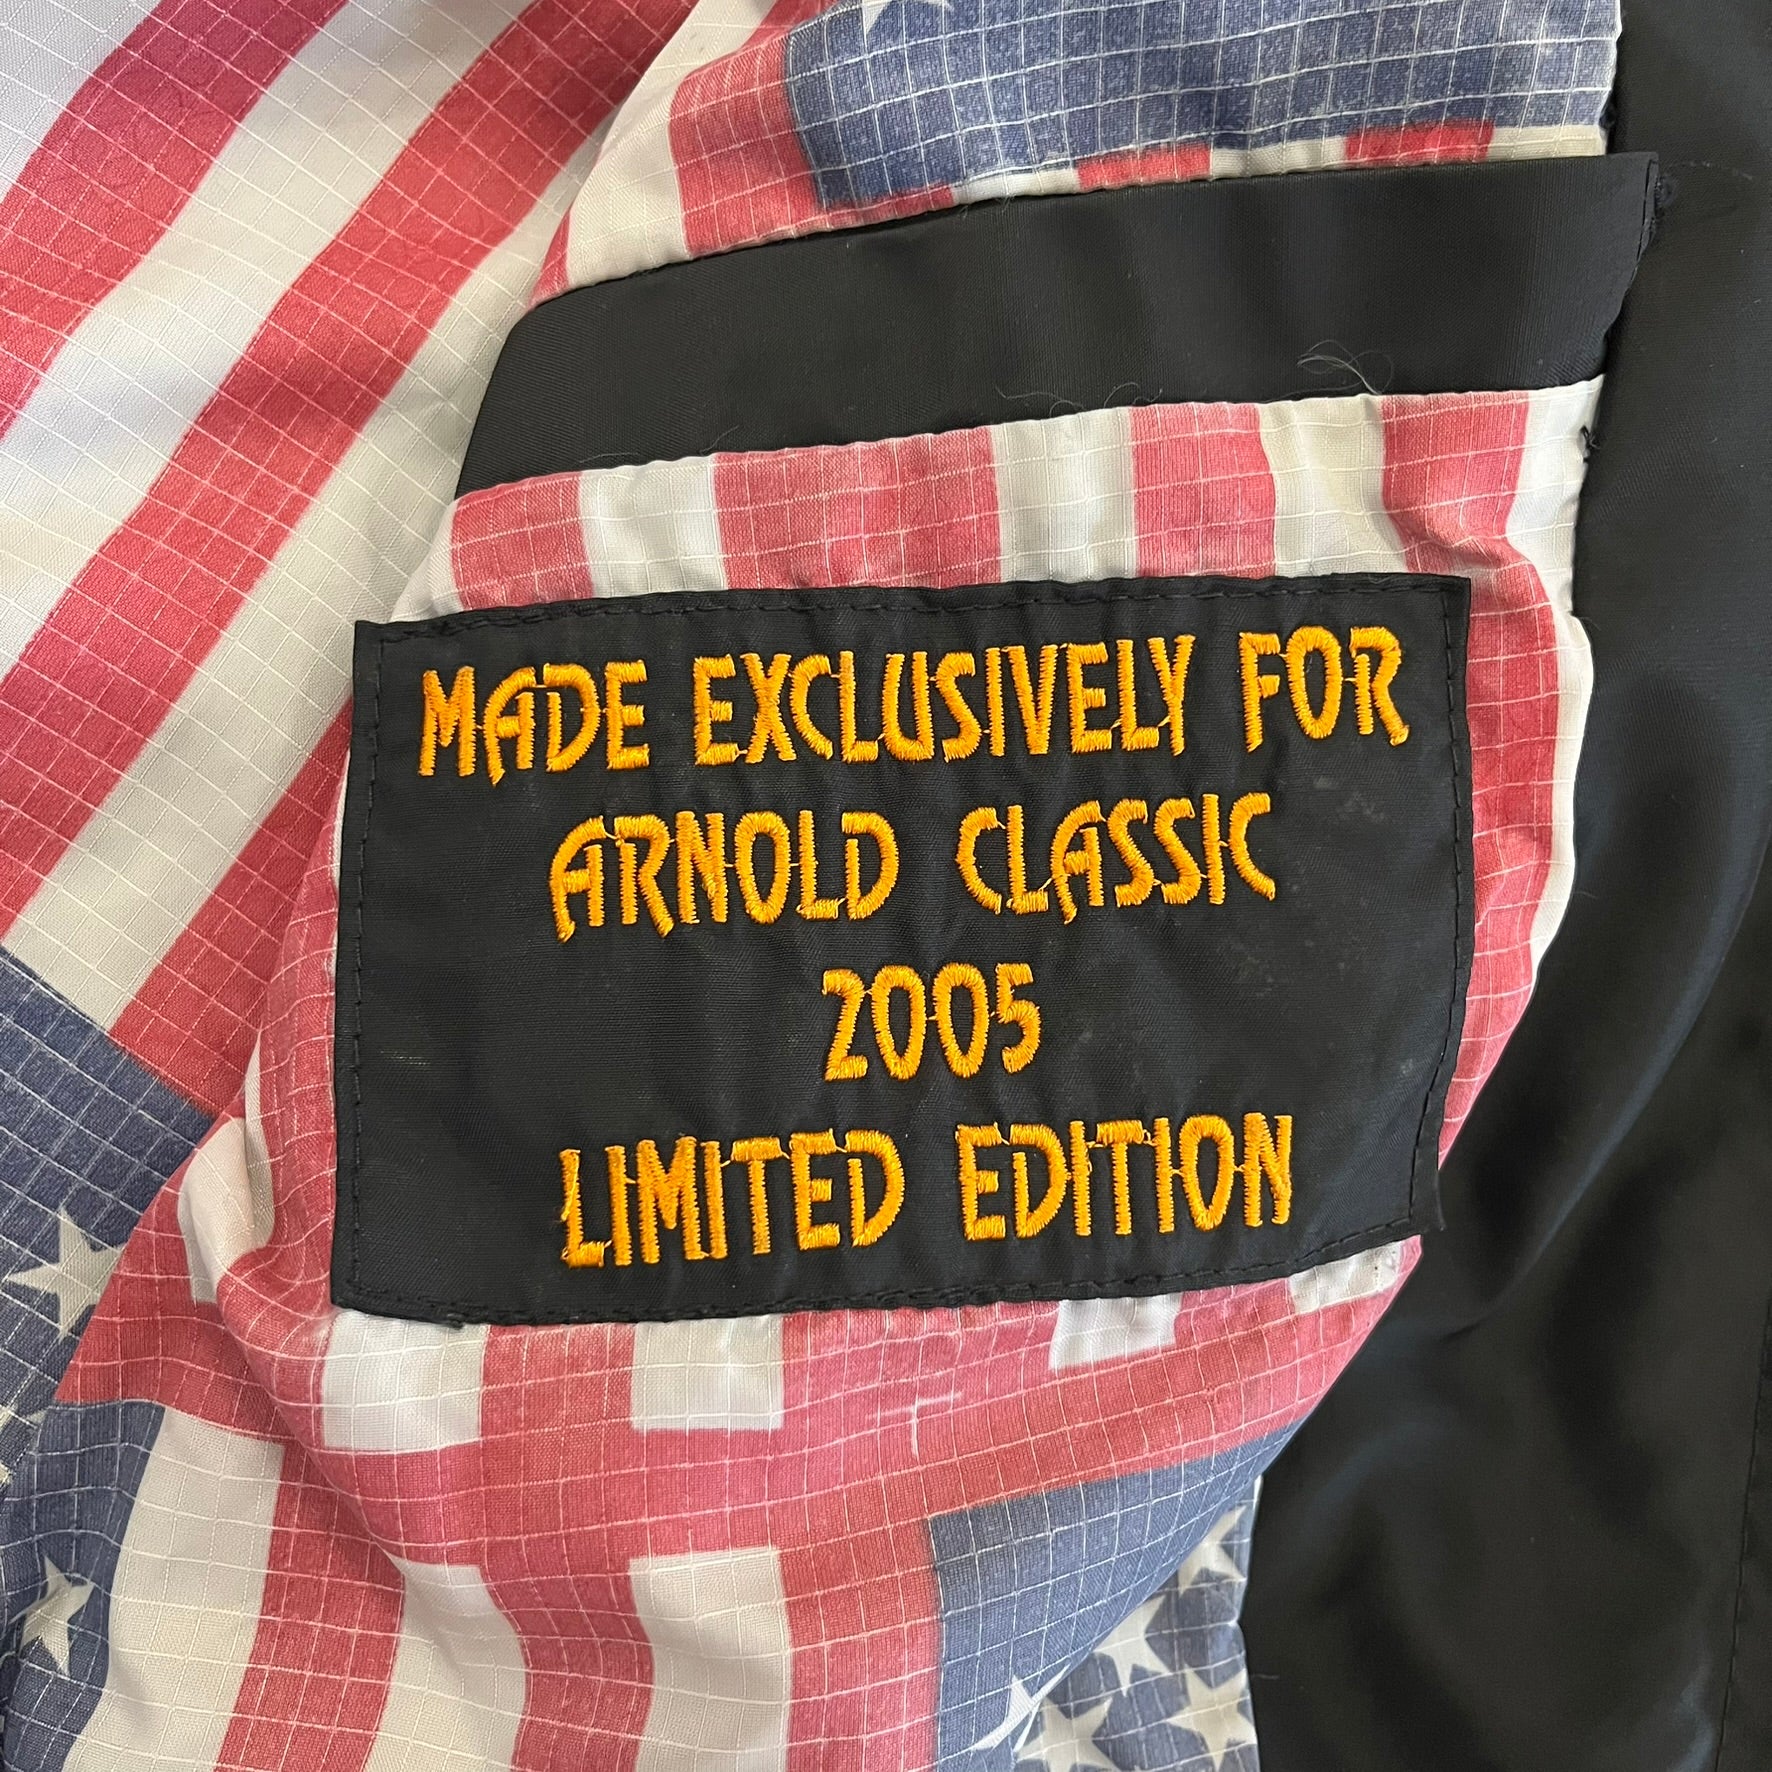 MADE EXCLUSIVELY FOR
ARNOLD CLASSIC
2005
LIMITED EDITION